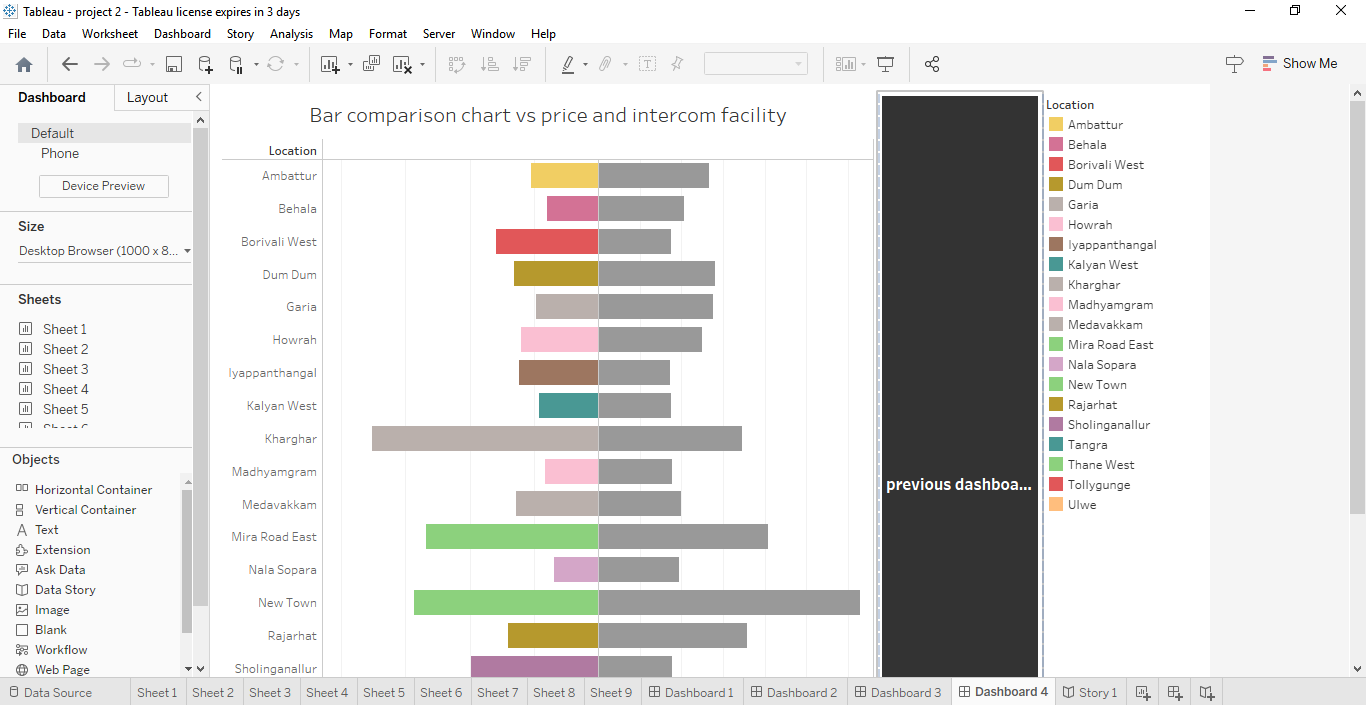 Tableau - project 2 - Tableau license expires in 3 days
File Data Worksheet Dashboard Story Analysis Map Format Server Window Help
Show Me
Dashboard Layout
Default
Phone
Device Preview
Size
Desktop Browser (1000 x 8...
Sheets
Sheet 1
Sheet 2
Sheet 3
Sheet 4
Sheet 5
Sheet 6
Objects
Horizontal Container
Vertical Container
Text
Extension
Ask Data
Data Story
Image
Blank
Workflow
Web Page
Bar comparison chart vs price and intercom facility
Location
Ambattur
Behala
Borivali West
Dum Dum
Garia
Howrah
Iyappanthangal
Kalyan West
Kharghar
Madhyamgram
Medavakkam
Mira Road East
Nala Sopara
New Town
Rajarhat
Sholinganallur
previous dashboa...
Location
Ambattur
Behala
Borivali West
Dum Dum
Garia
Howrah
Iyappanthangal
Kalyan West
Kharghar
Madhyamgram
Medavakkam
Mira Road East
Nala Sopara
New Town
Rajarhat
Sholinganallur
Tangra
Thane West
Tollygunge
Ulwe
Data Source Sheet 1 Sheet 2 Sheet 3 Sheet 4 Sheet 5 Sheet 6 Sheet 7 Sheet 8 Sheet 9 Dashboard 1 Dashboard 2 Dashboard 3 Dashboard 4 Story 1